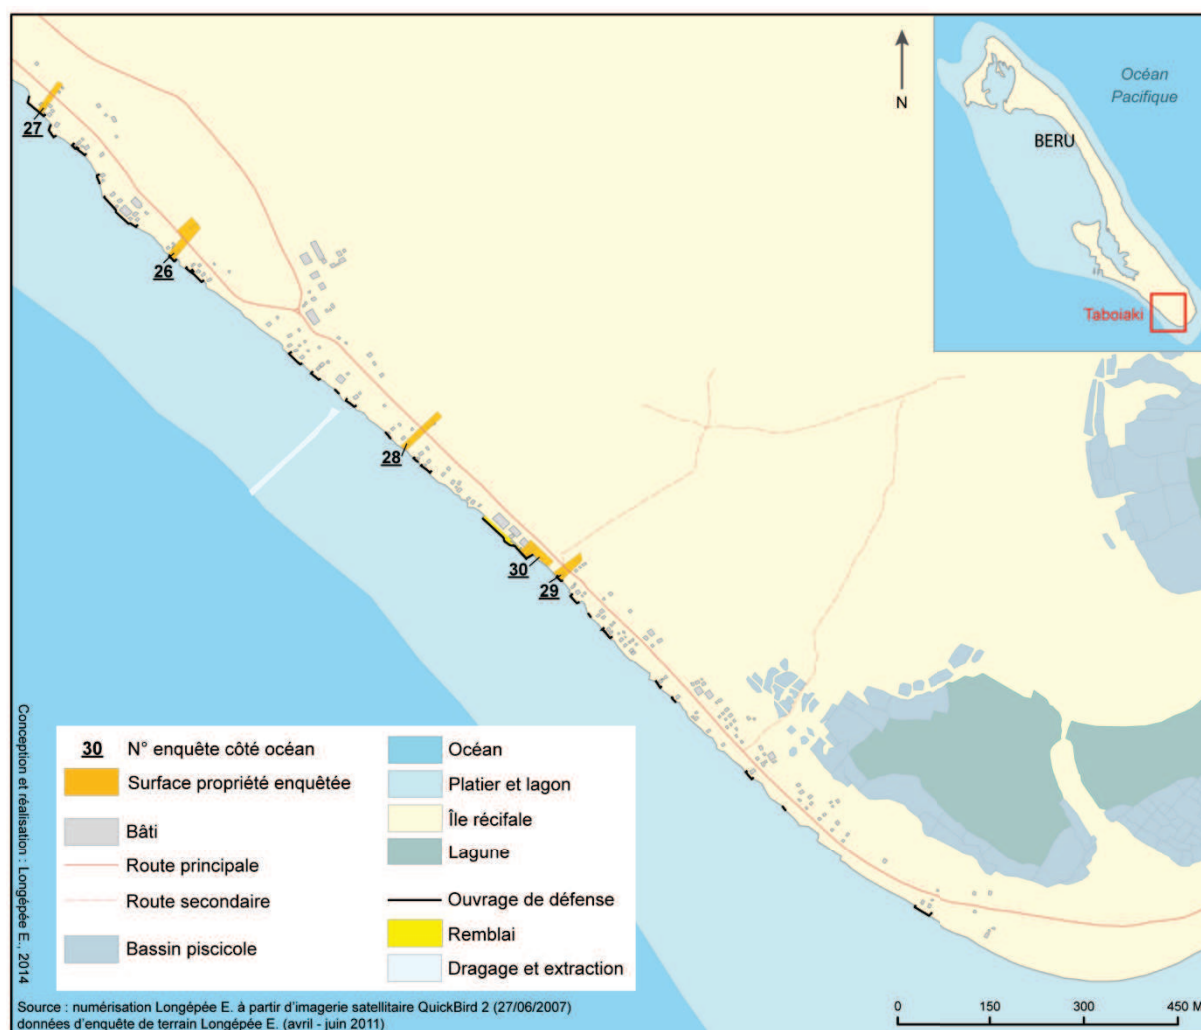 N
Océan
Pacifique
BERU
Taboiaki
27
26
28
30
29
30 N° enquête côté océan
Surface propriété enquêtée
Bâti
Route principale
Route secondaire
Bassin piscicole
Océan
Platier et lagon
Île récifale
Lagune
Ouvrage de défense
Remblai
Dragage et extraction
Conception et réalisation : Longépée E., 2014
Source : numérisation Longépée E. à partir d'imagerie satellitaire QuickBird 2 (27/06/2007)
données d'enquête de terrain Longépée E. (avril - juin 2011)
0 150 300 450 M